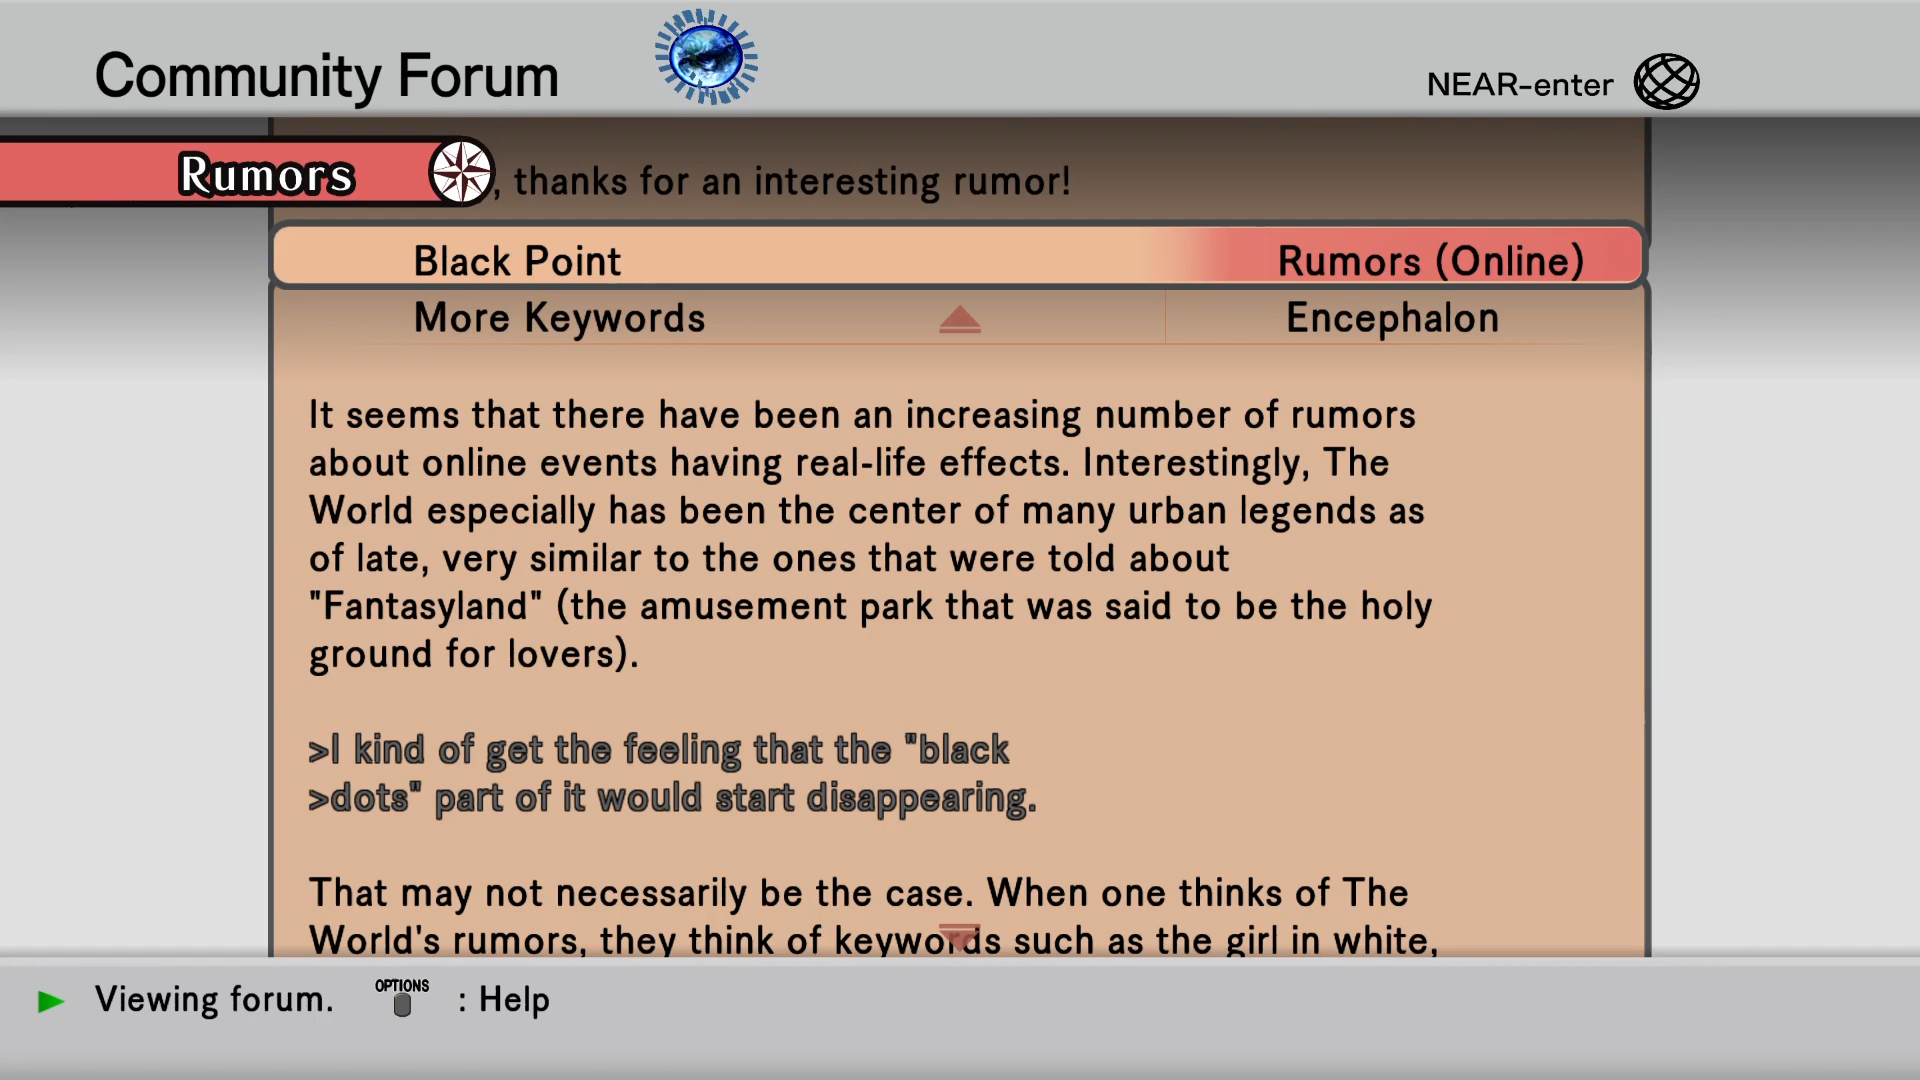 Community Forum
NEAR-enter
Rumors
, thanks for an interesting rumor!
Black Point
Rumors (Online)
More Keywords
Encephalon
It seems that there have been an increasing number of rumors
about online events having real-life effects. Interestingly, The
World especially has been the center of many urban legends as
of late, very similar to the ones that were told about
"Fantasyland" (the amusement park that was said to be the holy
ground for lovers).
>I kind of get the feeling that the "black
>dots" part of it would start disappearing.
That may not necessarily be the case. When one thinks of The
World's rumors, they think of keywords such as the girl in white,
Viewing forum.
OPTIONS
: Help